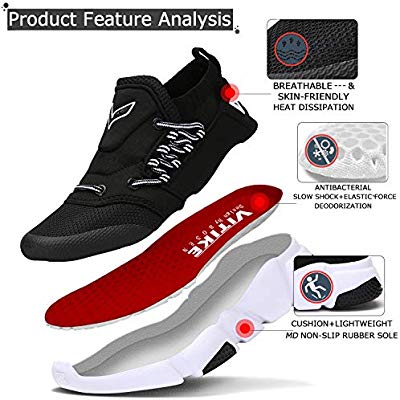 Product Feature Analysis
BREATHABLE --- &
SKIN-FRIENDLY
HEAT DISSIPATION
ANTIBACTERIAL
SLOW SHOCK+ELASTIC FORCE
DEODORIZATION
VITIKE
CUSHION+LIGHTWEIGHT
MD NON-SLIP RUBBER SOLE